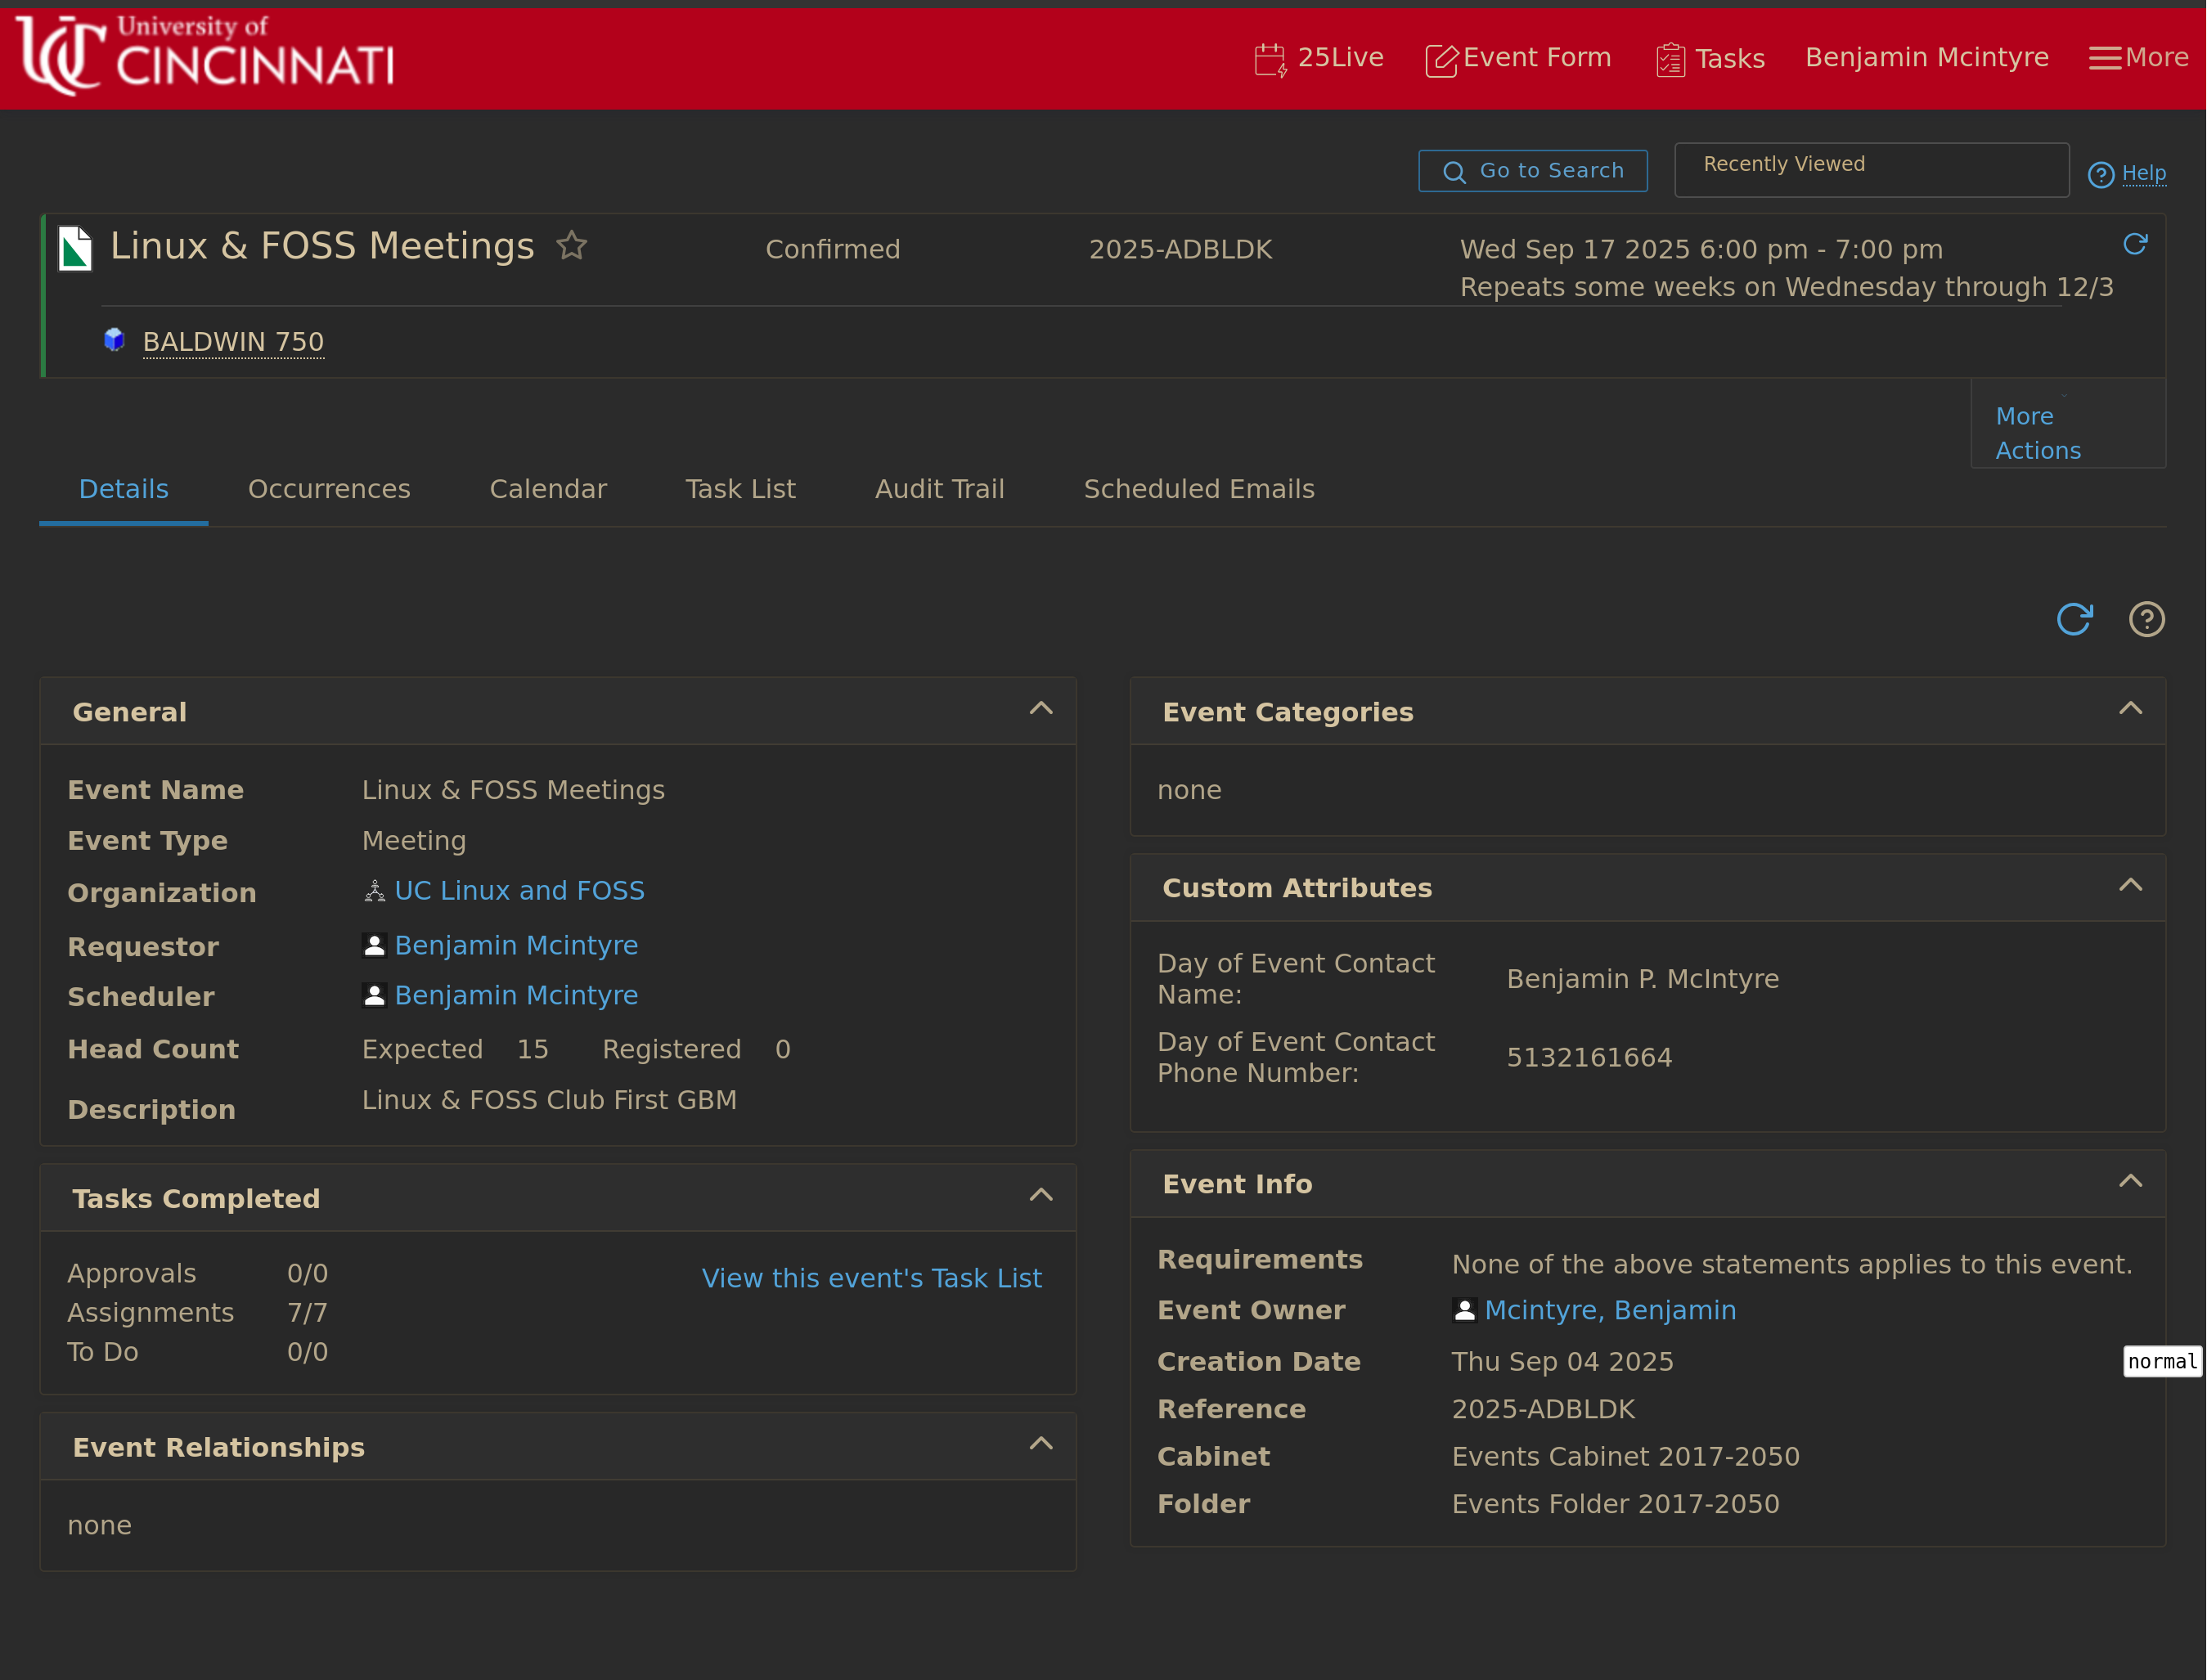 University of
CINCINNATI
25Live
Event Form
Tasks
Benjamin Mcintyre
More
Go to Search
Recently Viewed
Help
Linux & FOSS Meetings
Confirmed
2025-ADBLDK
Wed Sep 17 2025 6:00 pm - 7:00 pm
Repeats some weeks on Wednesday through 12/3
BALDWIN 750
More
Actions
Details
Occurrences
Calendar
Task List
Audit Trail
Scheduled Emails
General
Event Name Linux & FOSS Meetings
Event Type Meeting
Organization UC Linux and FOSS
Requestor Benjamin Mcintyre
Scheduler Benjamin Mcintyre
Head Count Expected 15 Registered 0
Description Linux & FOSS Club First GBM
Tasks Completed
Approvals 0/0
View this event's Task List
Assignments 7/7
To Do 0/0
Event Relationships
none
Event Categories
none
Custom Attributes
Day of Event Contact
Name:
Benjamin P. McIntyre
Day of Event Contact
Phone Number:
5132161664
Event Info
Requirements None of the above statements applies to this event.
Event Owner Mcintyre, Benjamin
Creation Date Thu Sep 04 2025
normal
Reference 2025-ADBLDK
Cabinet Events Cabinet 2017-2050
Folder Events Folder 2017-2050